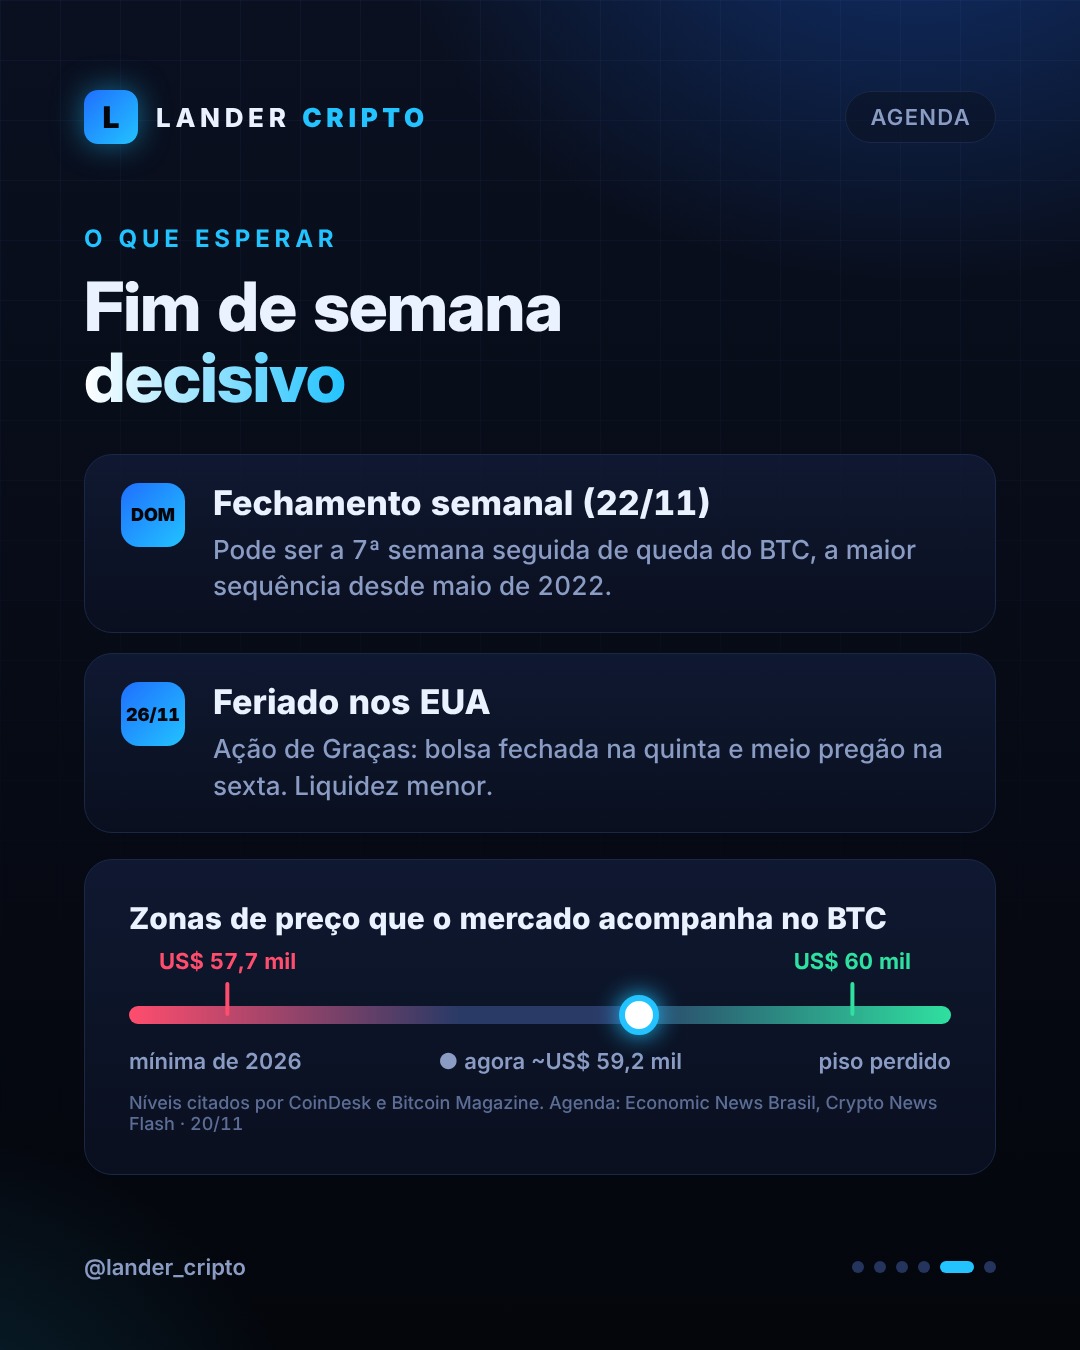 L
LANDER CRIPTO
AGENDA
O QUE ESPERAR
Fim de semana
decisivo
DOM
Fechamento semanal (22/11)
Pode ser a 7ª semana seguida de queda do BTC, a maior
sequência desde maio de 2022.
26/11
Feriado nos EUA
Ação de Graças: bolsa fechada na quinta e meio pregão na
sexta. Liquidez menor.
Zonas de preço que o mercado acompanha no BTC
US$ 57,7 mil
US$ 60 mil
mínima de 2026
agora ~US$ 59,2 mil
piso perdido
Níveis citados por CoinDesk e Bitcoin Magazine. Agenda: Economic News Brasil, Crypto News
Flash · 20/11
@lander_cripto